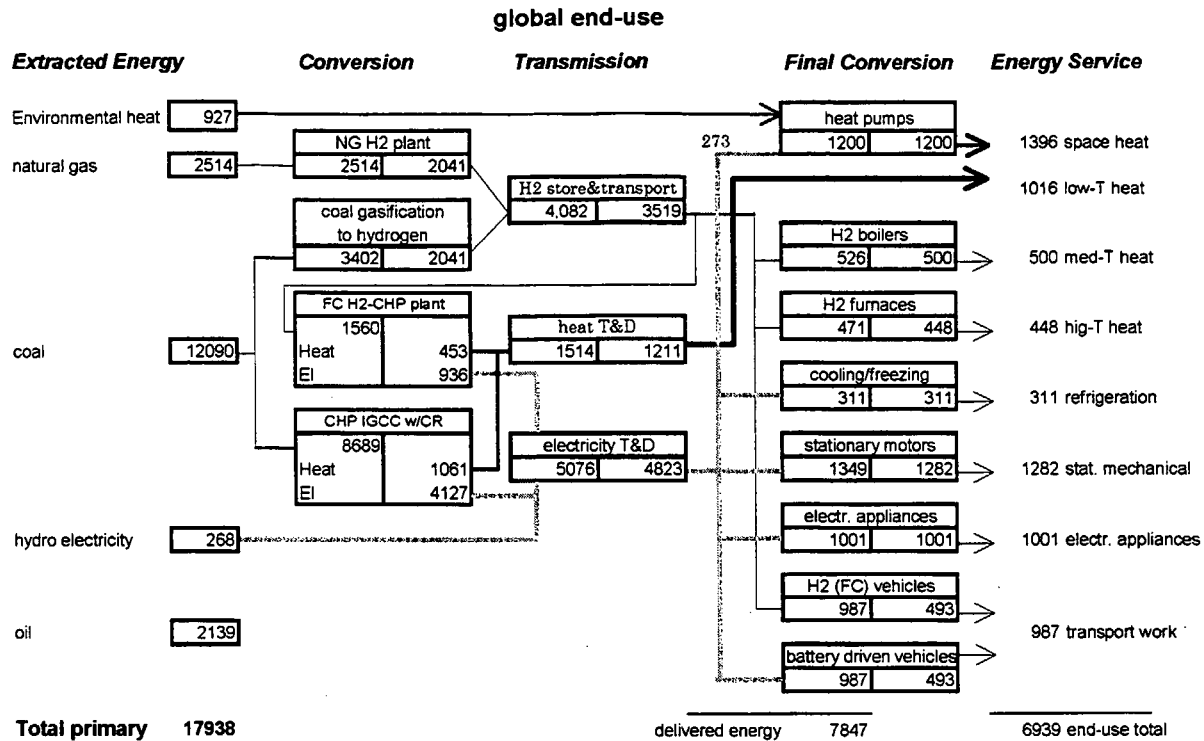 global end-use
Extracted Energy
Conversion
Transmission
Final Conversion
Energy Service
Environmental heat 927
natural gas 2514
coal 12090
hydro electricity 268
oil 2139
NG H2 plant
2514 2041
coal gasification
to hydrogen
3402 2041
FC H2-CHP plant
1560
Heat 453
El 936
CHP IGCC w/CR
8689
Heat 1061
El 4127
H2 store&transport
4,082 3519
heat T&D
1514 1211
electricity T&D
5076 4823
273
heat pumps
1200 1200
H2 boilers
526 500
H2 furnaces
471 448
cooling/freezing
311 311
stationary motors
1349 1282
electr. appliances
1001 1001
H2 (FC) vehicles
987 493
battery driven vehicles
987 493
1396 space heat
1016 low-T heat
500 med-T heat
448 hig-T heat
311 refrigeration
1282 stat. mechanical
1001 electr. appliances
987 transport work
Total primary 17938
delivered energy 7847
6939 end-use total